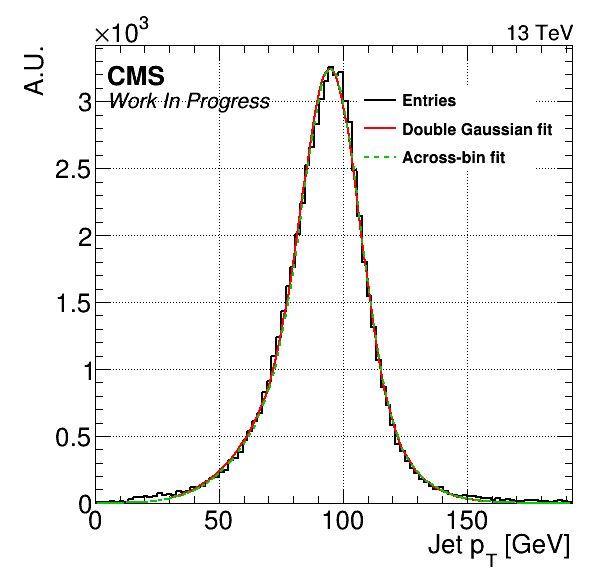 ×10³
13 TeV
A.U.
CMS
Work In Progress
Entries
Double Gaussian fit
Across-bin fit
3
2.5
2
1.5
1
0.5
0
0 50 100 150
Jet p_T [GeV]